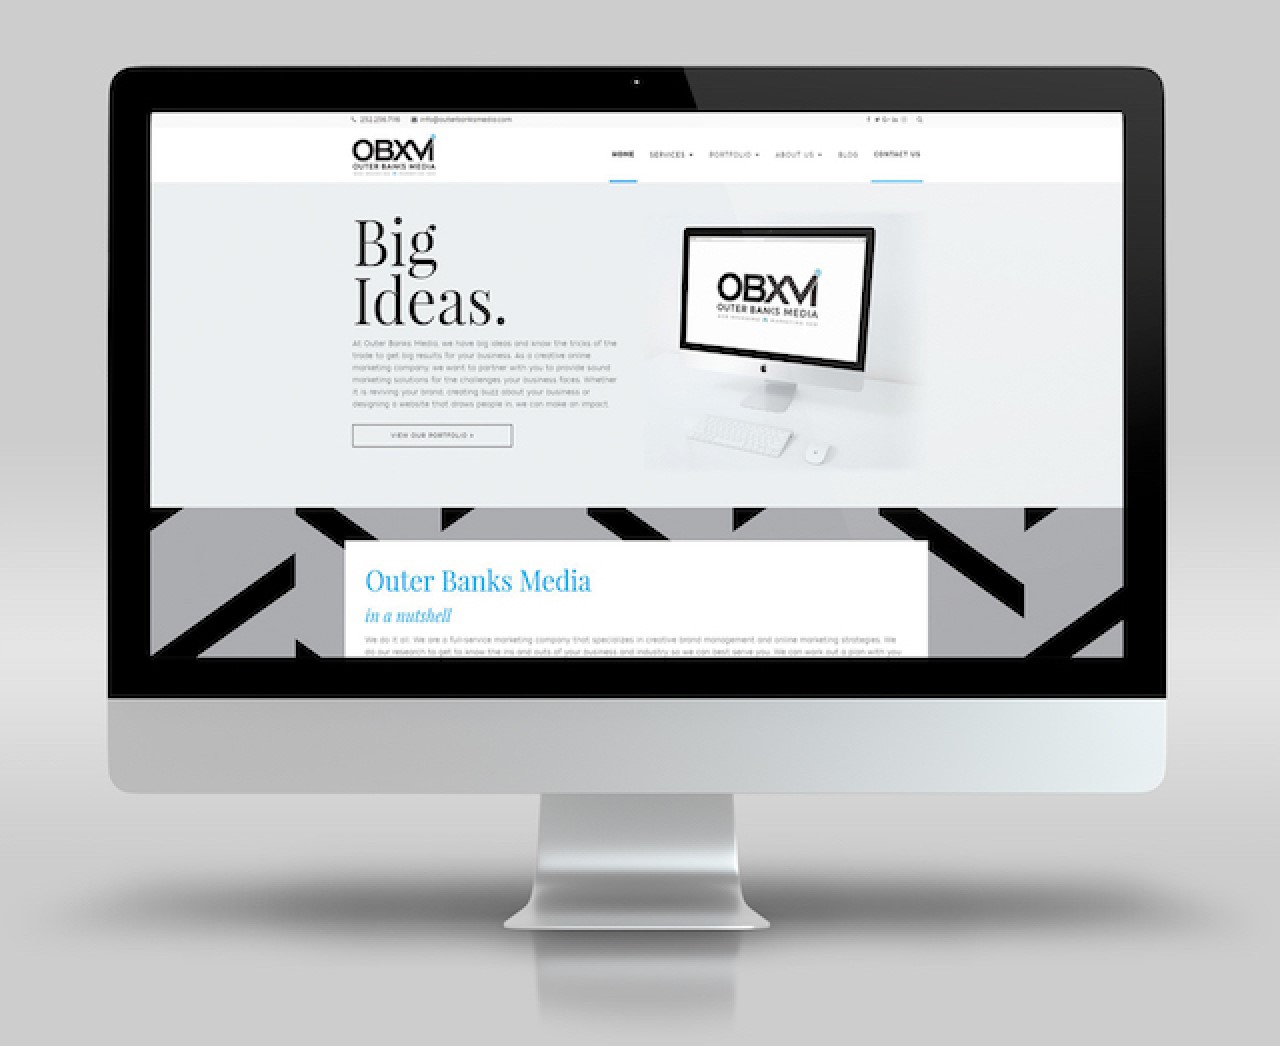 252.256.7116 info@outerbanksmedia.com
OBXM
OUTER BANKS MEDIA
HOME SERVICES PORTFOLIO ABOUT US BLOG CONTACT US
Big
Ideas.
At Outer Banks Media, we have big ideas and know the tricks of the
trade to get big results for your business. As a creative online
marketing company, we want to partner with you to provide sound
marketing solutions for the challenges your business faces. Whether
it is reviving your brand, creating buzz about your business or
designing a website that draws people in, we can make an impact.
VIEW OUR PORTFOLIO »
OBXM
OUTER BANKS MEDIA
Outer Banks Media
in a nutshell
We do it all. We are a full-service marketing company that specializes in creative brand management and online marketing strategies. We
do our research to get to know the ins and outs of your business and industry so we can best serve you. We can work out a plan with you